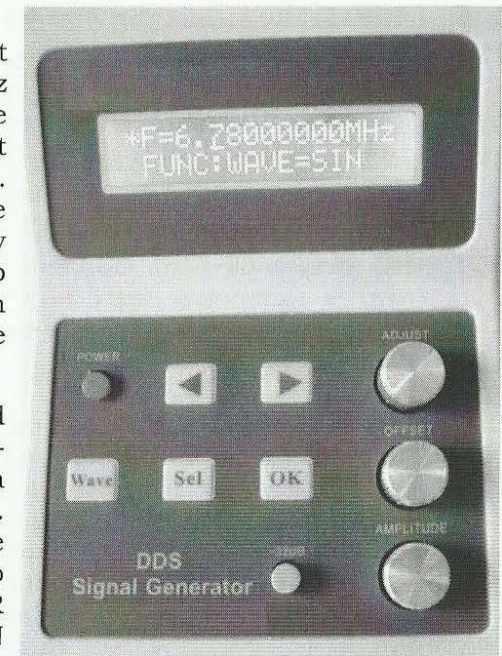 t
z
e
t
.
e
y
o
n
e
d
-
a
.
e
o
R
N
*F=6.78000000MHz
FUNC:WAVE=SIN
POWER
ADJUST
OFFSET
Wave
Sel
OK
AMPLITUDE
DDS
Signal Generator